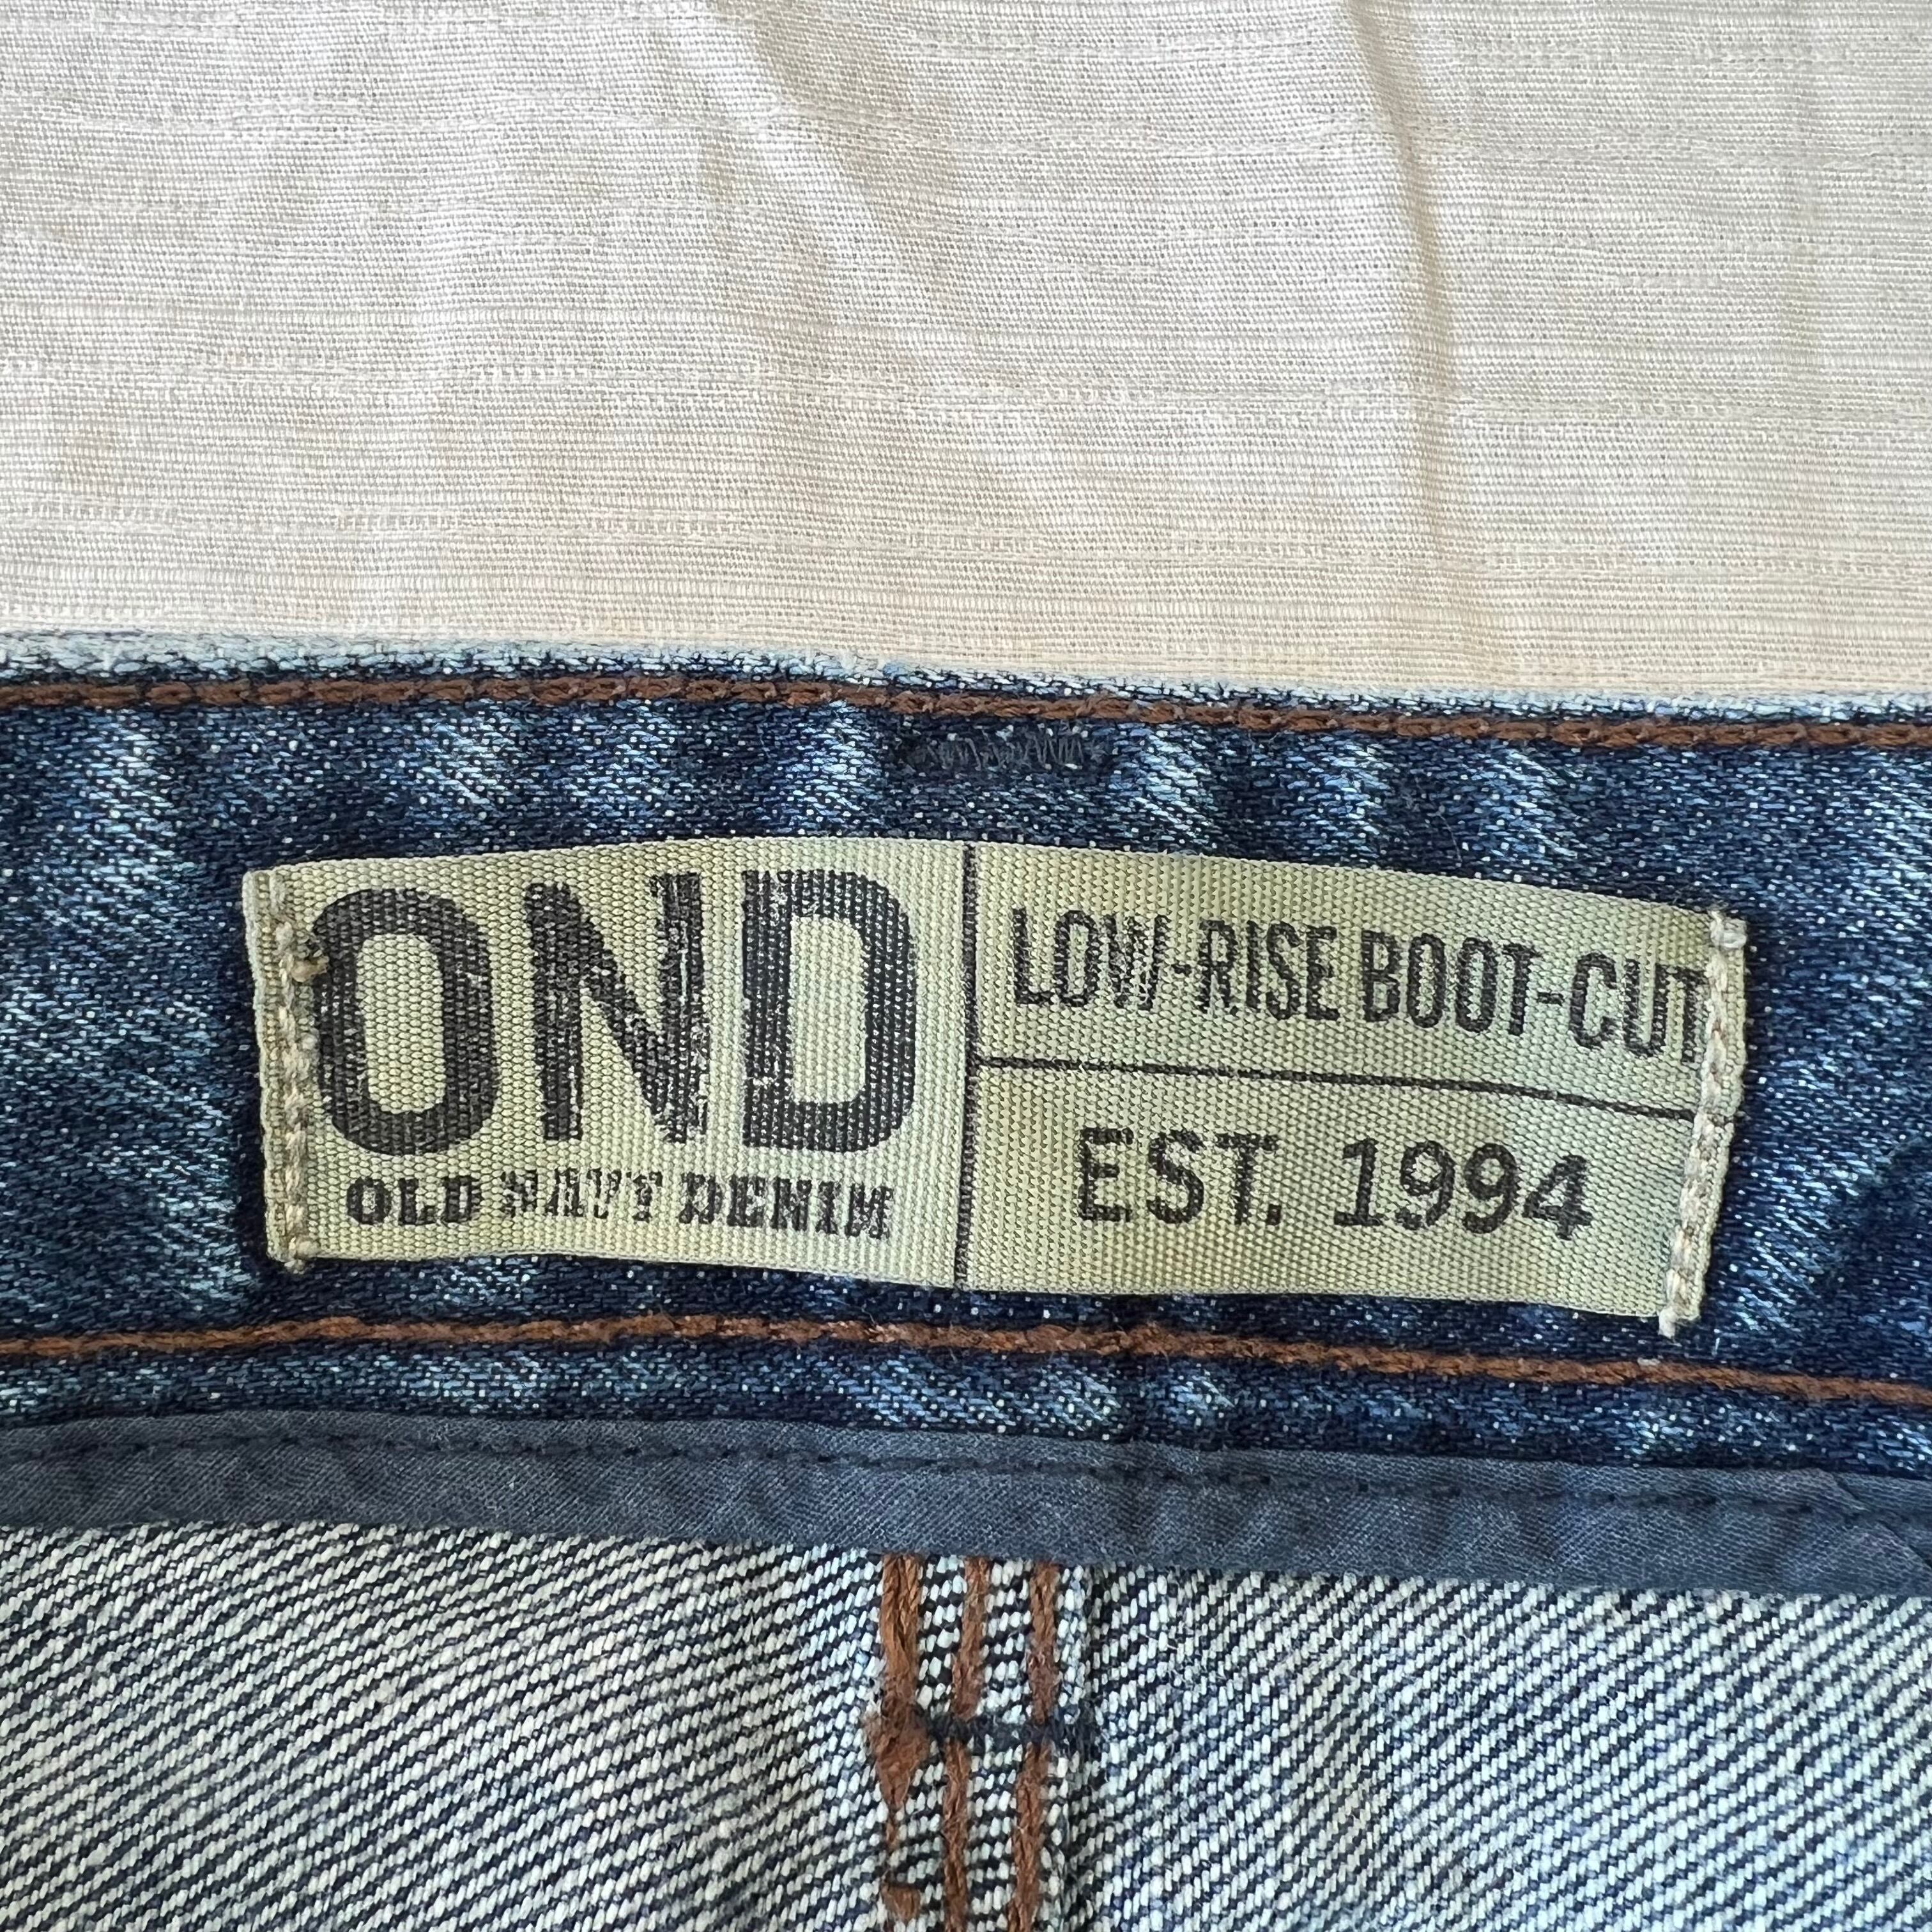 OND
OLD NAVY DENIM
LOW-RISE BOOT-CUT
EST. 1994